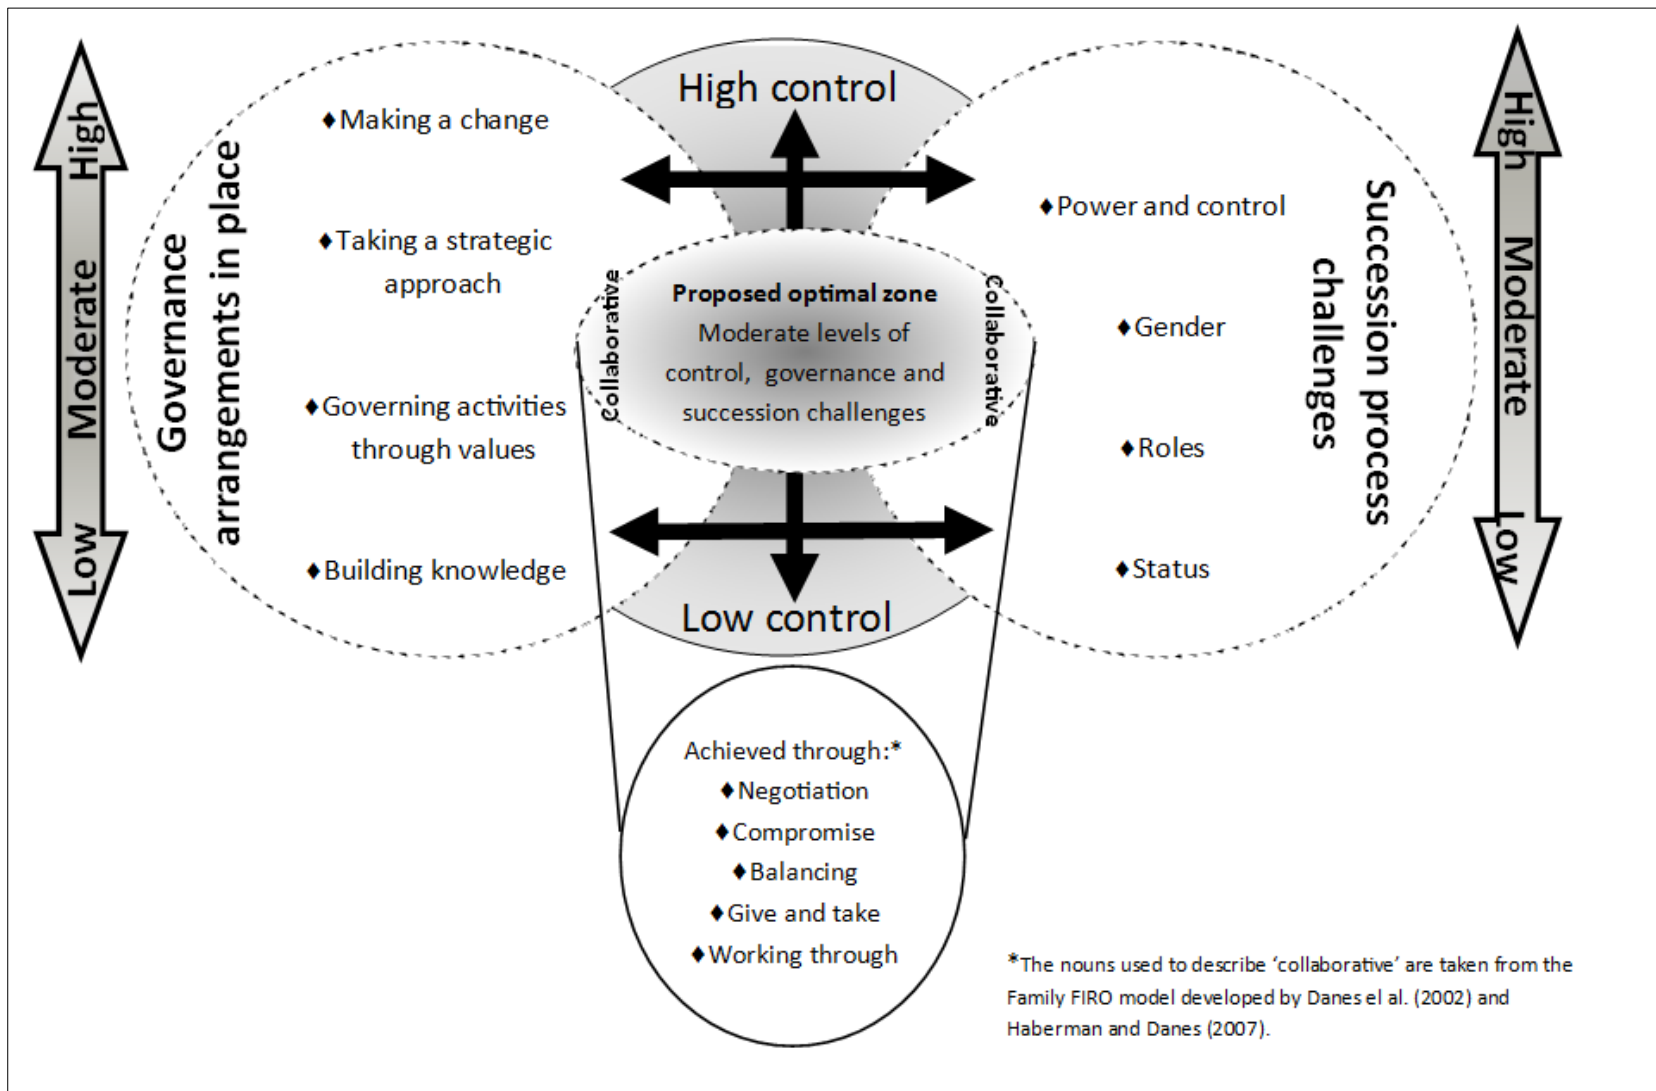 High
Moderate
Low
Governance
arrangements in place
♦Making a change
♦Taking a strategic
approach
♦Governing activities
through values
♦Building knowledge
High control
Collaborative
Proposed optimal zone
Moderate levels of
control, governance and
succession challenges
Collaborative
Low control
♦Power and control
♦Gender
♦Roles
♦Status
Succession process
challenges
High
Moderate
Low
Achieved through:*
♦Negotiation
♦Compromise
♦Balancing
♦Give and take
♦Working through
*The nouns used to describe ‘collaborative’ are taken from the
Family FIRO model developed by Danes el al. (2002) and
Haberman and Danes (2007).